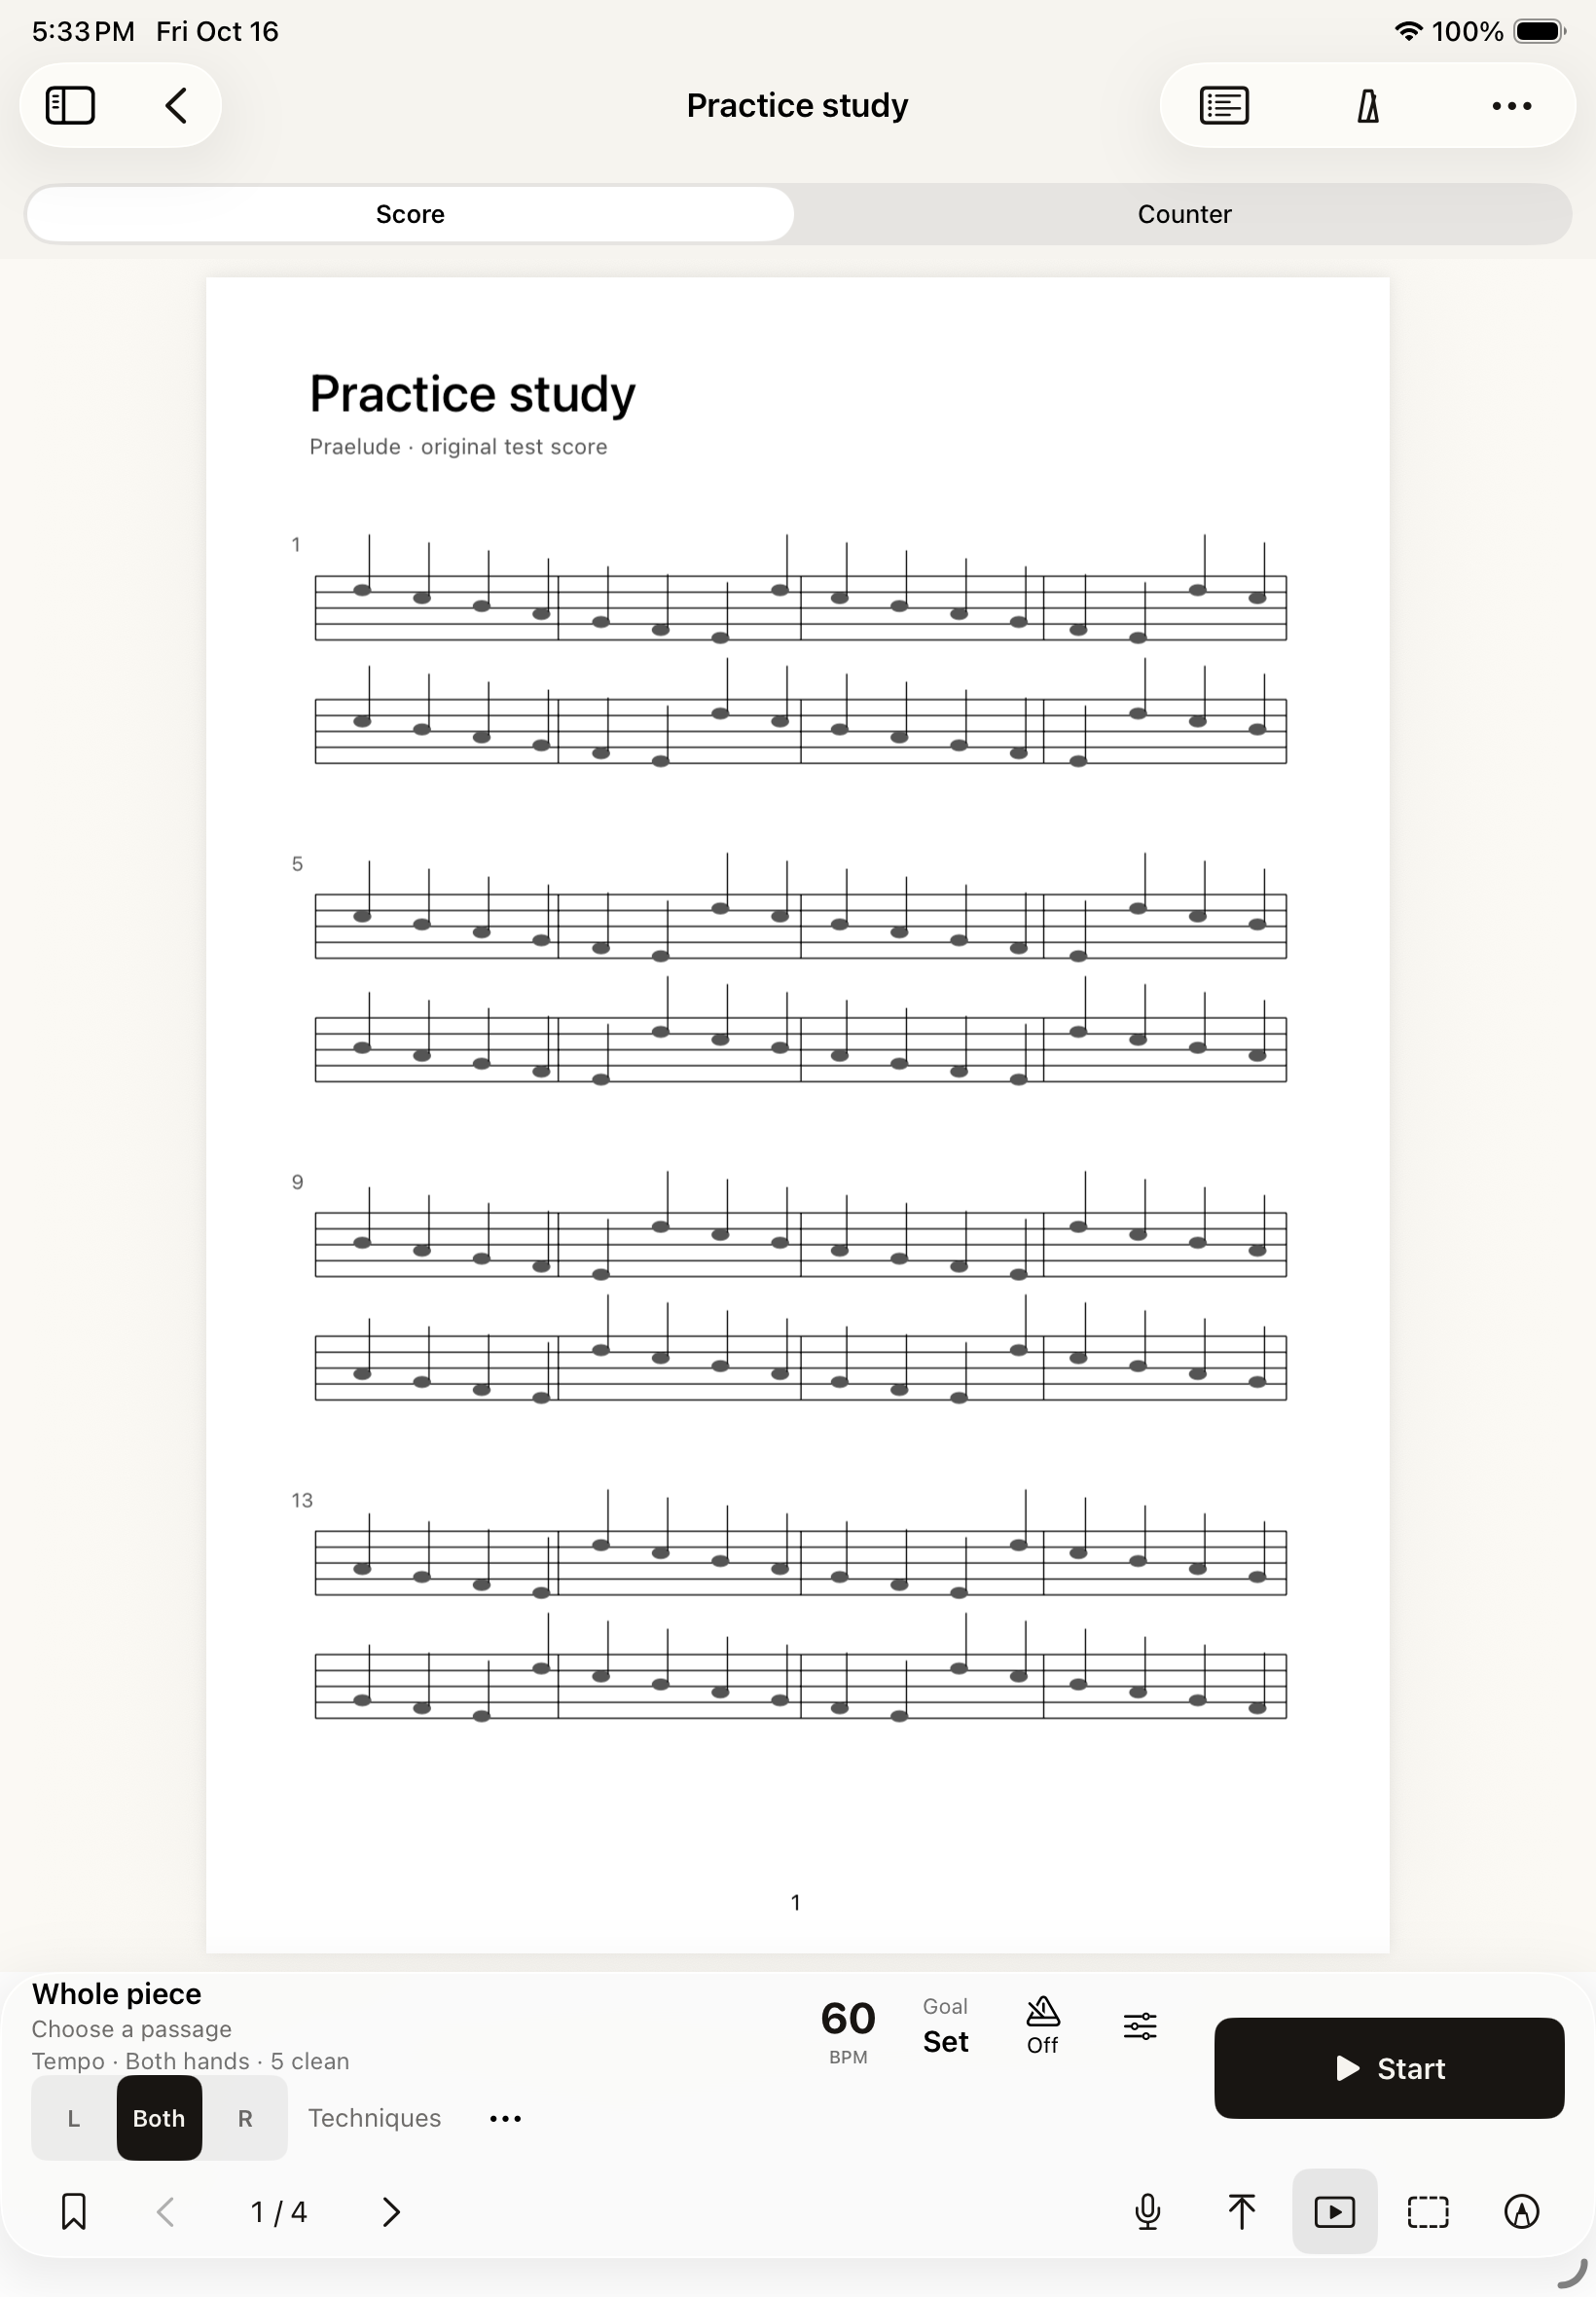 5:33 PM Fri Oct 16
100%
Practice study
Score
Counter
Practice study
Praelude · original test score
1
5
9
13
1
Whole piece
Choose a passage
Tempo · Both hands · 5 clean
60
BPM
Goal
Set
Off
Start
L
Both
R
Techniques
1 / 4